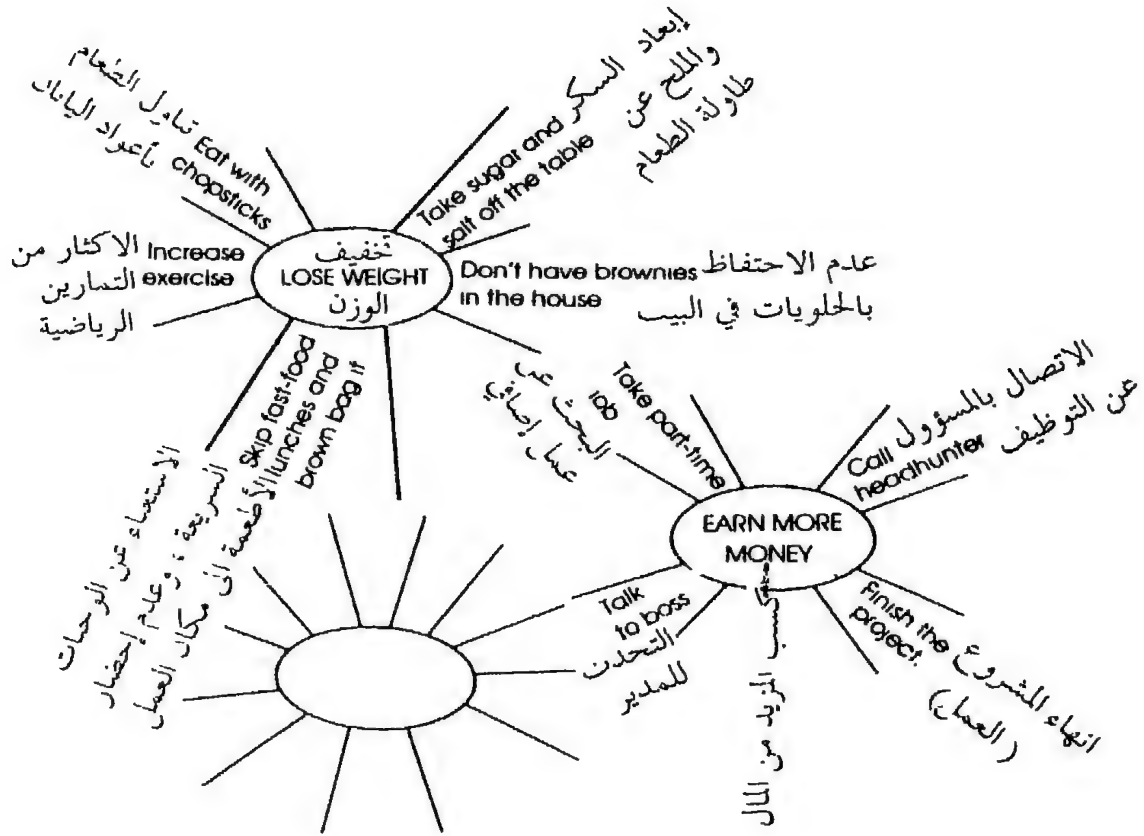 تناول الطعام
بأعواد اليابان
Eat with
chopsticks
إبعاد السكر
والملح عن
طاولة الطعام
Take sugar and
salt off the table
الاكثار من
التمارين
الرياضية
Increase
exercise
تخفيف
LOSE WEIGHT
الوزن
Don't have brownies
in the house
عدم الاحتفاظ
بالحلويات في البيت
Skip fast-food
lunches and
brown bag it
الاستغناء عن الوجبات
السريعة، وعدم إحضار
الأطعمة الى مكان العمل
Take part-time
job
البحث عن
عمل إضافي
Call
headhunter
الاتصال بالمسؤول
عن التوظيف
EARN MORE
MONEY
كسب المزيد من المال
Talk
to boss
التحدث
للمدير
Finish the
project.
انهاء المشروع
(العمل)